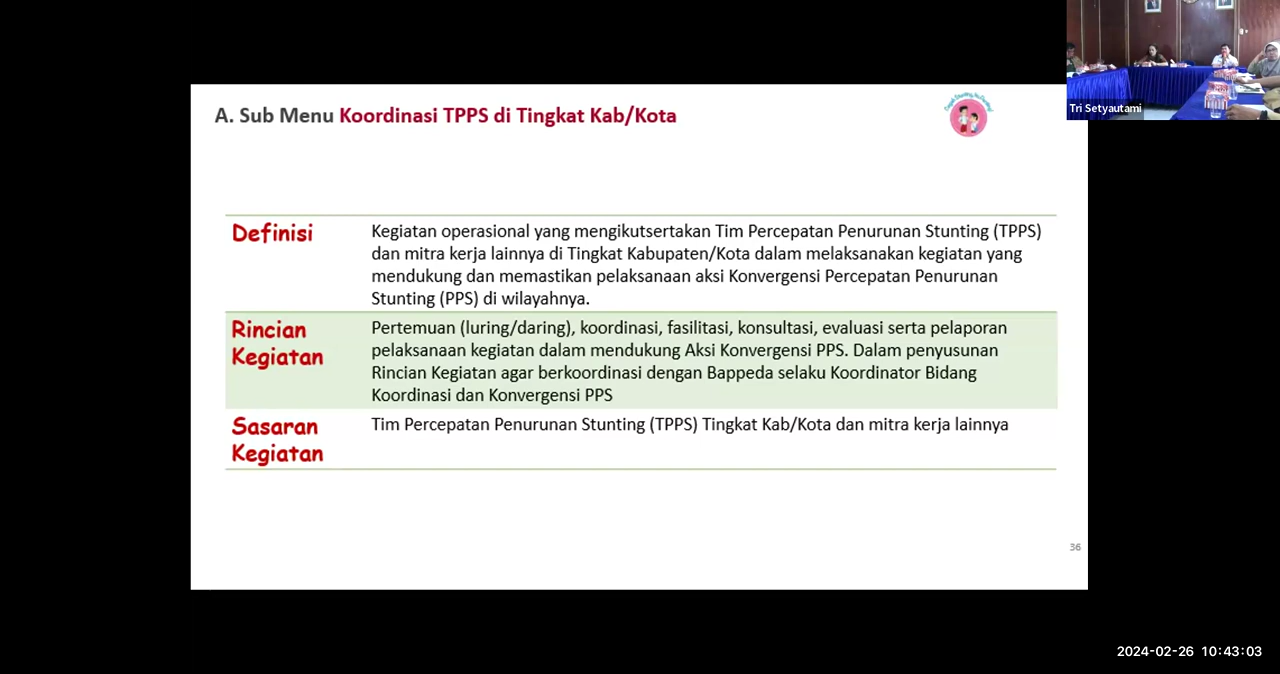 A. Sub Menu Koordinasi TPPS di Tingkat Kab/Kota
Tri Setyautami
Definisi
Kegiatan operasional yang mengikutsertakan Tim Percepatan Penurunan Stunting (TPPS)
dan mitra kerja lainnya di Tingkat Kabupaten/Kota dalam melaksanakan kegiatan yang
mendukung dan memastikan pelaksanaan aksi Konvergensi Percepatan Penurunan
Stunting (PPS) di wilayahnya.
Rincian
Kegiatan
Pertemuan (luring/daring), koordinasi, fasilitasi, konsultasi, evaluasi serta pelaporan
pelaksanaan kegiatan dalam mendukung Aksi Konvergensi PPS. Dalam penyusunan
Rincian Kegiatan agar berkoordinasi dengan Bappeda selaku Koordinator Bidang
Koordinasi dan Konvergensi PPS
Sasaran
Kegiatan
Tim Percepatan Penurunan Stunting (TPPS) Tingkat Kab/Kota dan mitra kerja lainnya
36
2024-02-26 10:43:03